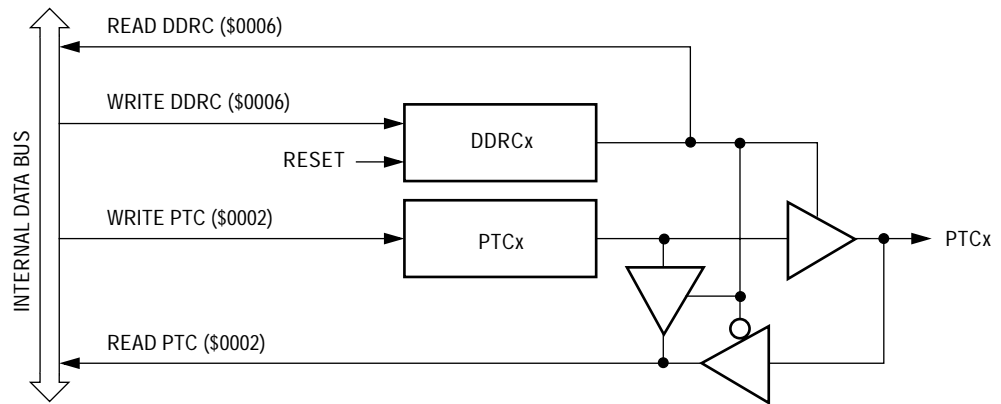 READ DDRC ($0006)
WRITE DDRC ($0006)
DDRCx
RESET
WRITE PTC ($0002)
PTCx
PTCx
READ PTC ($0002)
INTERNAL DATA BUS